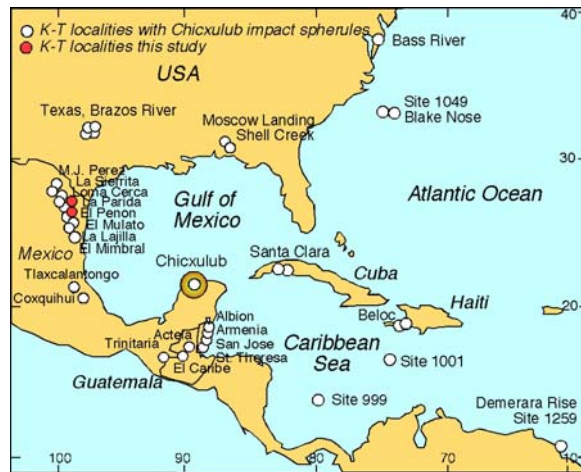 K-T localities with Chicxulub impact spherules
K-T localities this study
40
Bass River
USA
Site 1049
Blake Nose
Texas, Brazos River
Moscow Landing
Shell Creek
30
M.J. Perez
La Sierrita
Loma Cerca
La Parida
El Penon
El Mulato
La Lajilla
El Mimbral
Gulf of
Mexico
Atlantic Ocean
Mexico
Tlaxcalantongo
Coxquihui
Chicxulub
Santa Clara
Cuba
Haiti
Beloc
20
Albion
Armenia
San Jose
St. Theresa
Actela
Trinitaria
El Caribe
Guatemala
Caribbean
Sea
Site 1001
Site 999
Demerara Rise
Site 1259
100
90
80
70